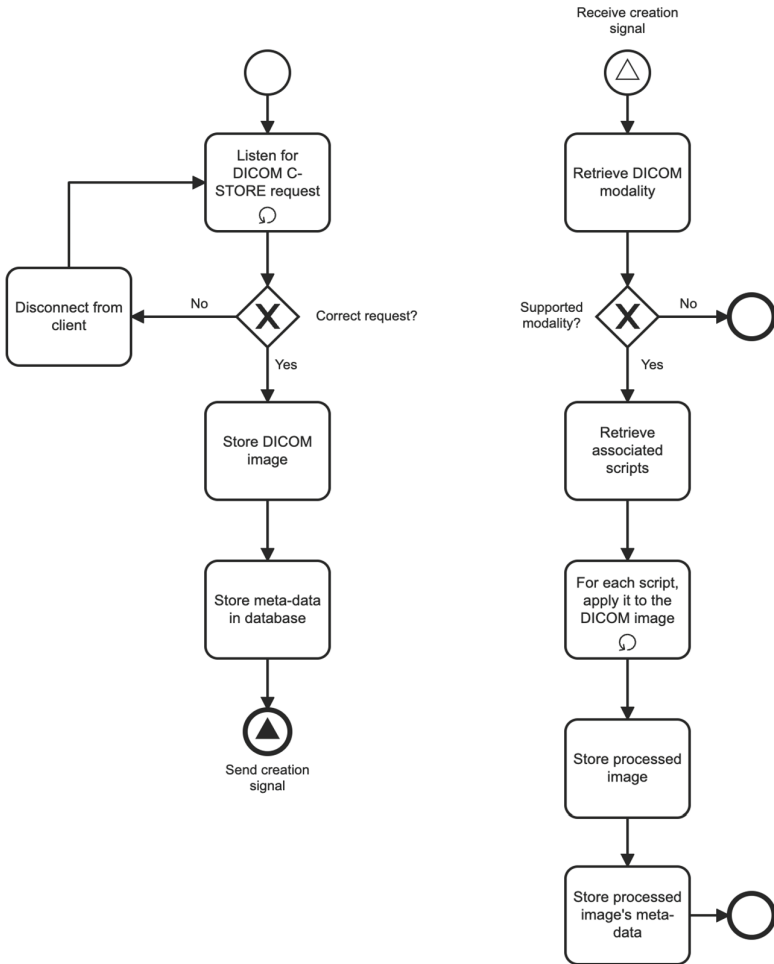 Listen for
DICOM C-
STORE request
Disconnect from
client
No
Correct request?
Yes
Store DICOM
image
Store meta-data
in database
Send creation
signal
Receive creation
signal
Retrieve DICOM
modality
Supported
modality?
No
Yes
Retrieve
associated
scripts
For each script,
apply it to the
DICOM image
Store processed
image
Store processed
image's meta-
data